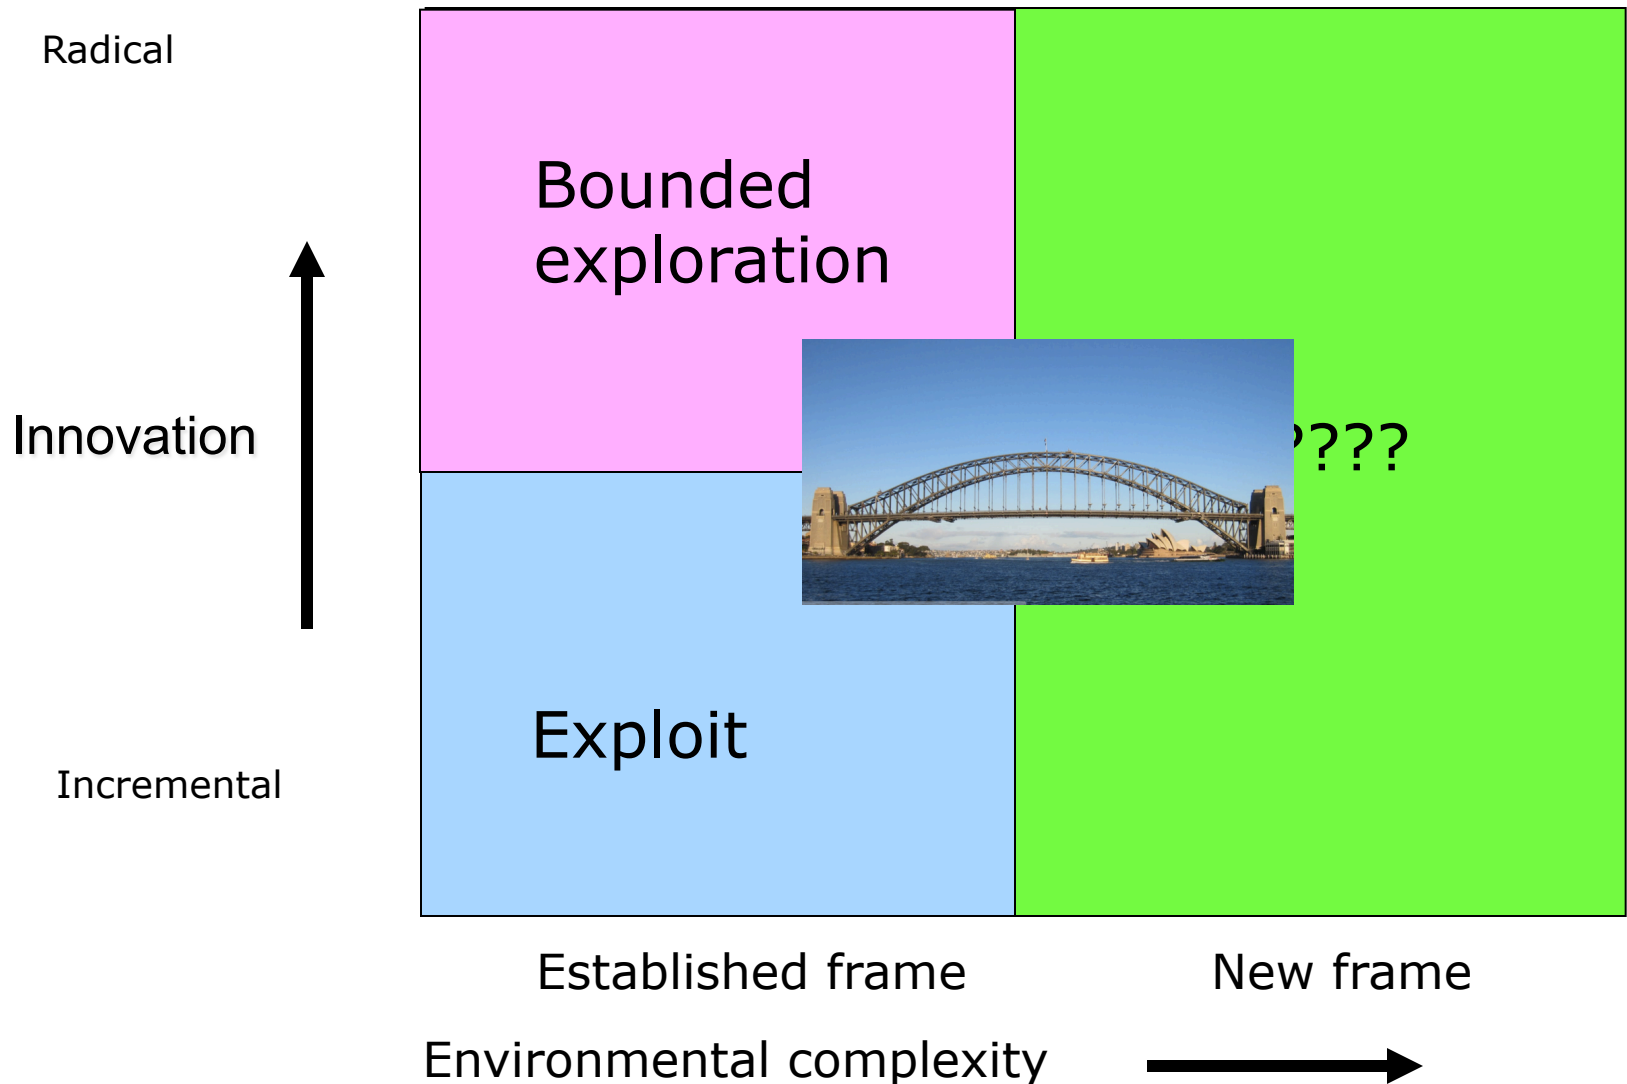 Radical
Bounded
exploration
Innovation
????
Exploit
Incremental
Established frame
New frame
Environmental complexity